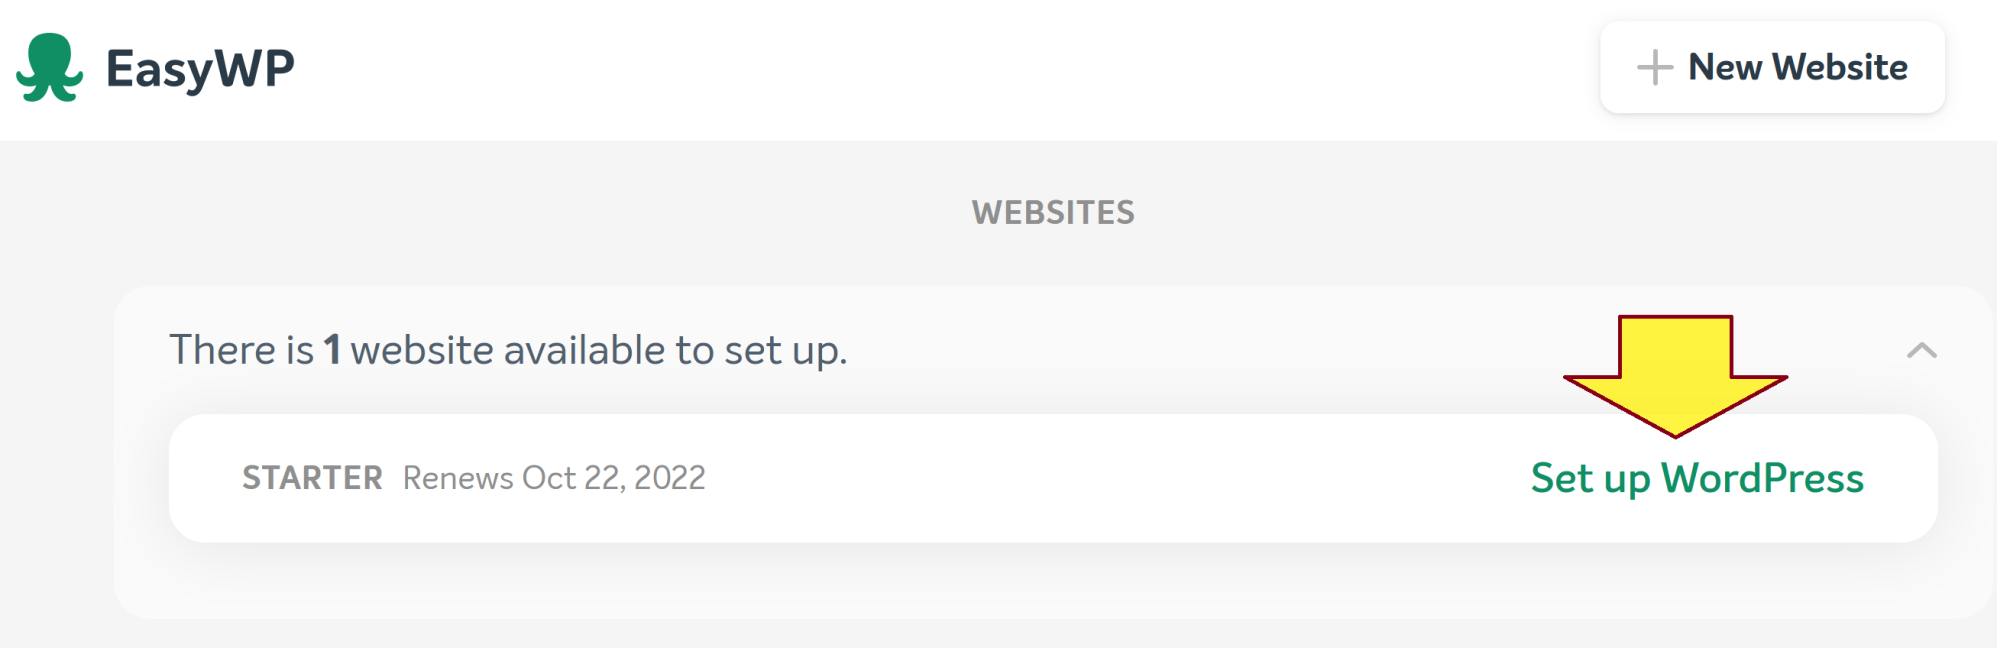 EasyWP
New Website
WEBSITES
There is 1 website available to set up.
STARTER Renews Oct 22, 2022
Set up WordPress